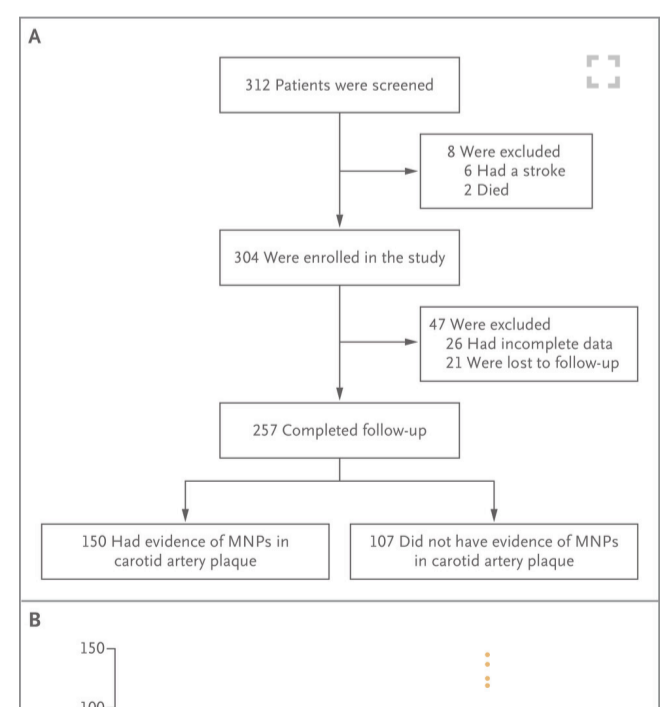 A
312 Patients were screened
8 Were excluded
6 Had a stroke
2 Died
304 Were enrolled in the study
47 Were excluded
26 Had incomplete data
21 Were lost to follow-up
257 Completed follow-up
150 Had evidence of MNPs in
carotid artery plaque
107 Did not have evidence of MNPs
in carotid artery plaque
B
150
100